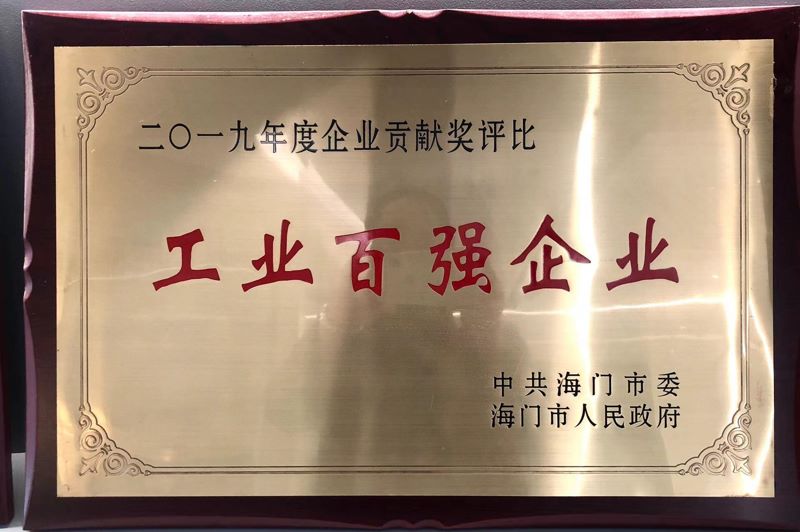 二〇一九年度企业贡献奖评比
工业百强企业
中共海门市委
海门市人民政府